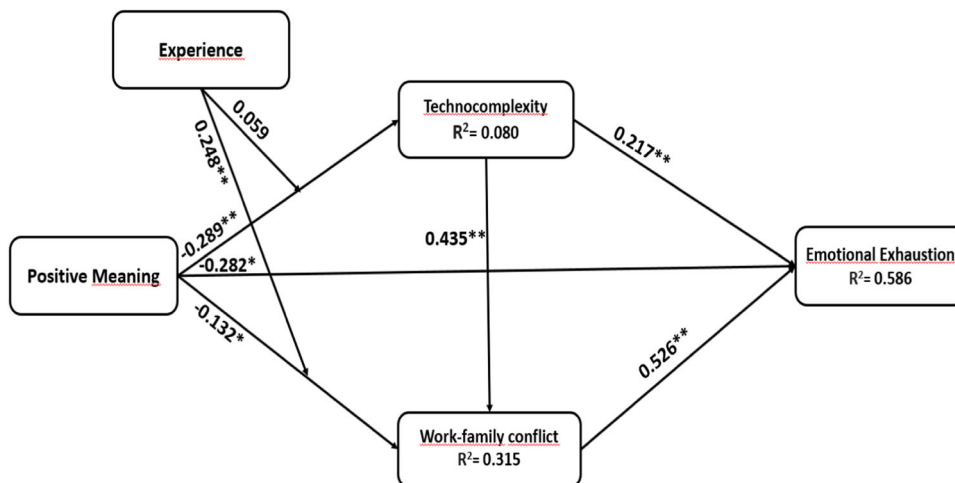 Experience
0.059
0.248**
Technocomplexity
R²= 0.080
0.217**
-0.289**
0.435**
-0.282*
Positive Meaning
Emotional Exhaustion
R²= 0.586
-0.132*
0.526**
Work-family conflict
R²= 0.315